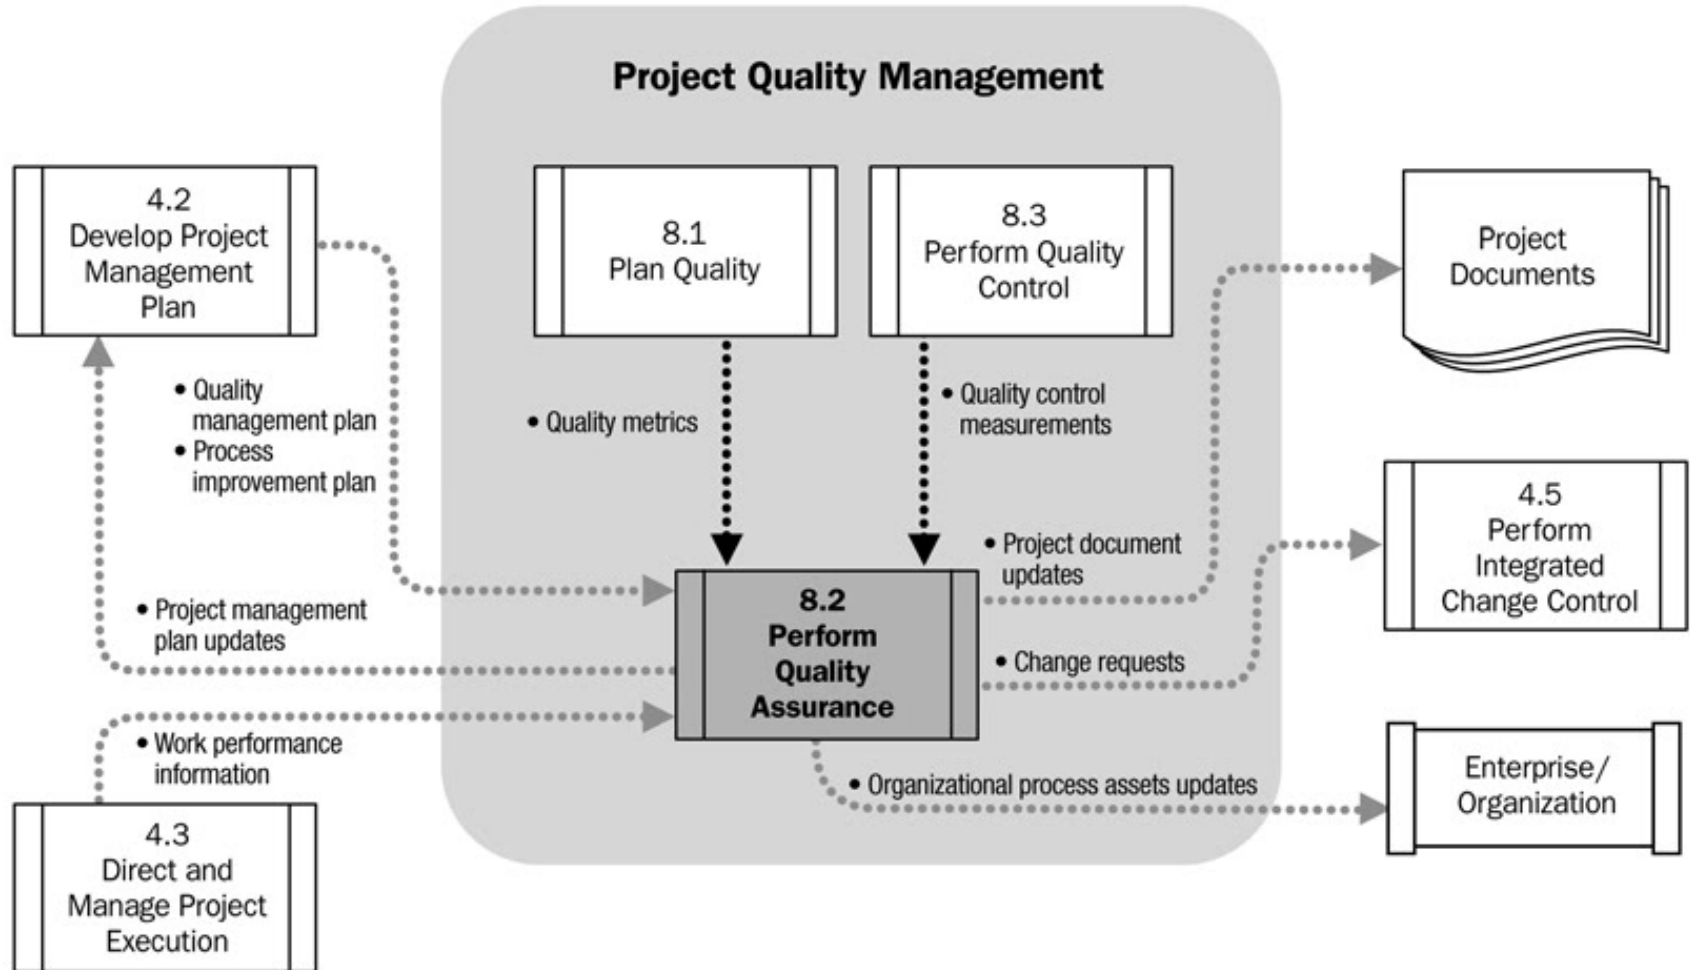 Project Quality Management
4.2
Develop Project
Management
Plan
8.1
Plan Quality
8.3
Perform Quality
Control
Project
Documents
• Quality
management plan
• Process
improvement plan
• Quality metrics
• Quality control
measurements
4.5
Perform
Integrated
Change Control
• Project document
updates
• Project management
plan updates
8.2
Perform
Quality
Assurance
• Change requests
• Work performance
information
• Organizational process assets updates
Enterprise/
Organization
4.3
Direct and
Manage Project
Execution